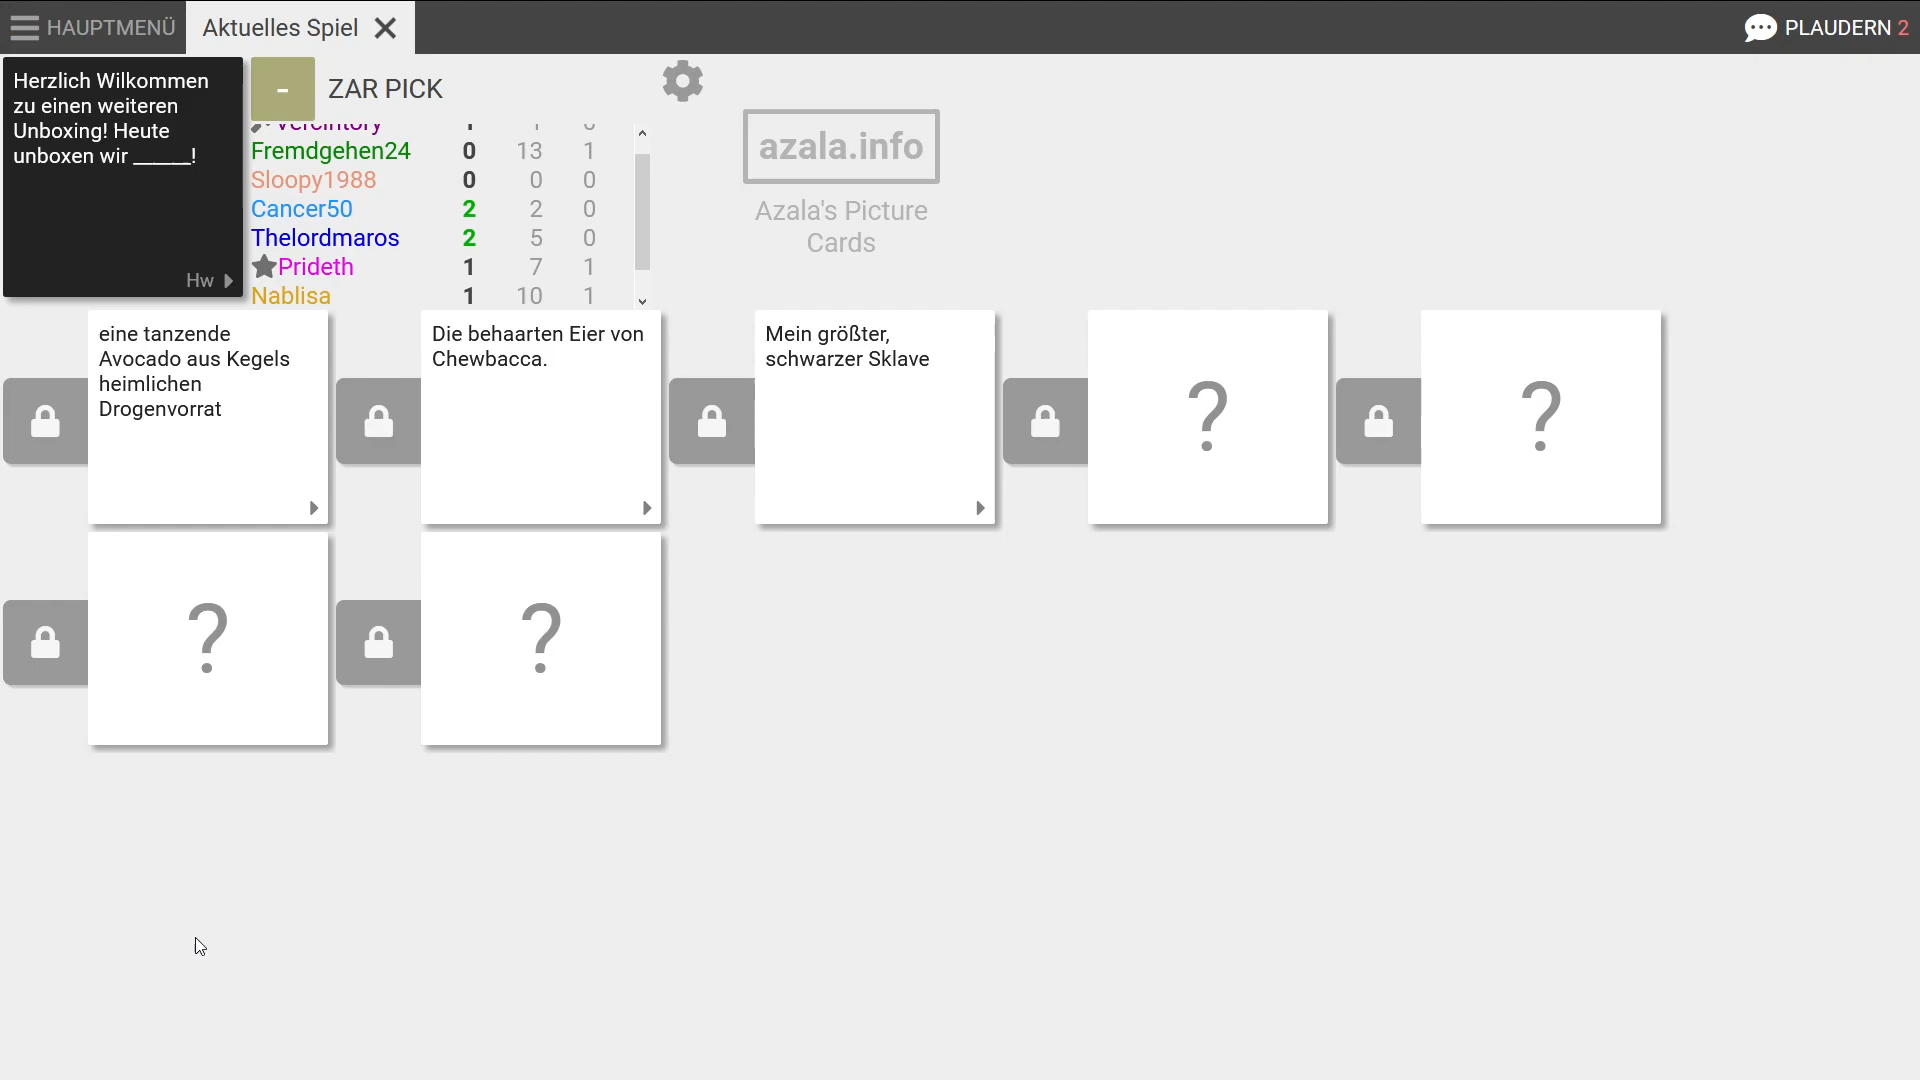 HAUPTMENÜ
Aktuelles Spiel
PLAUDERN 2
Herzlich Wilkommen
zu einen weiteren
Unboxing! Heute
unboxen wir ______!
Hw
-
ZAR PICK
Fremdgehen24 0 13 1
Sloopy1988 0 0 0
Cancer50 2 2 0
Thelordmaros 2 5 0
Prideth 1 7 1
Nablisa 1 10 1
azala.info
Azala's Picture
Cards
eine tanzende
Avocado aus Kegels
heimlichen
Drogenvorrat
Die behaarten Eier von
Chewbacca.
Mein größter,
schwarzer Sklave
?
?
?
?